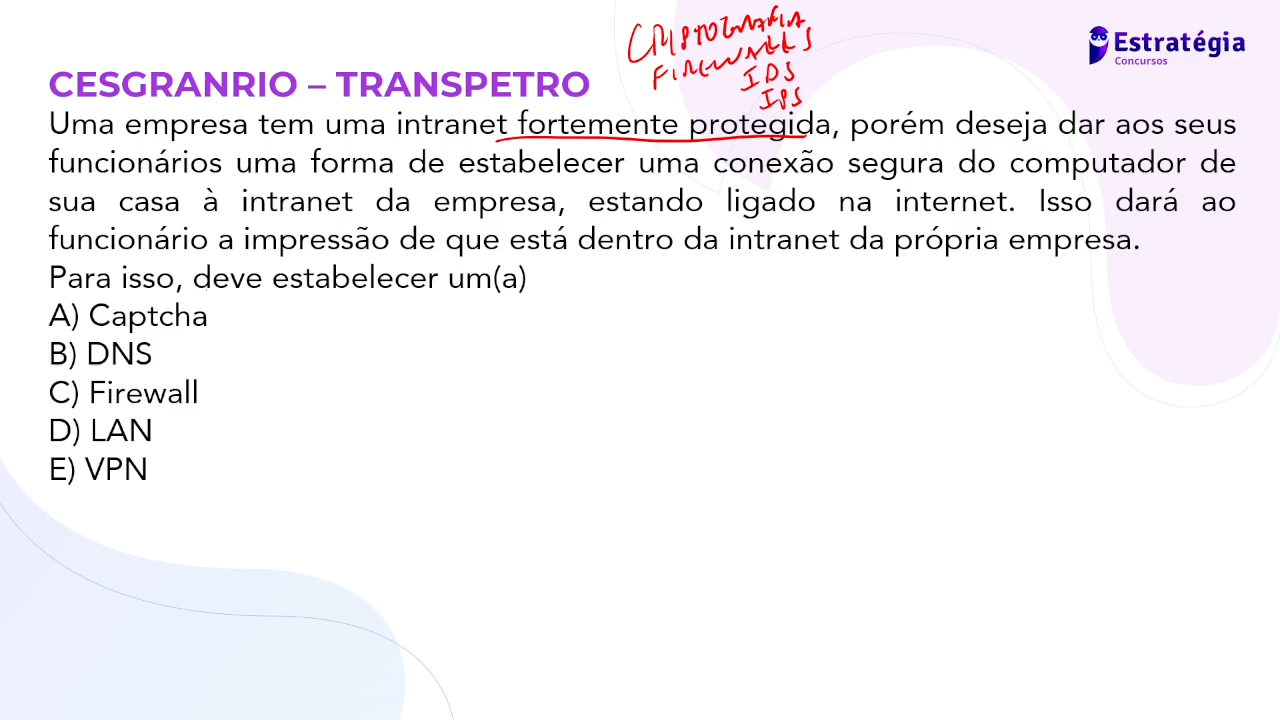 CRIPTOGRAFIA
FIREWALLS
IDS
IPS
Estratégia
Concursos
CESGRANRIO – TRANSPETRO
Uma empresa tem uma intranet fortemente protegida, porém deseja dar aos seus
funcionários uma forma de estabelecer uma conexão segura do computador de
sua casa à intranet da empresa, estando ligado na internet. Isso dará ao
funcionário a impressão de que está dentro da intranet da própria empresa.
Para isso, deve estabelecer um(a)
A) Captcha
B) DNS
C) Firewall
D) LAN
E) VPN